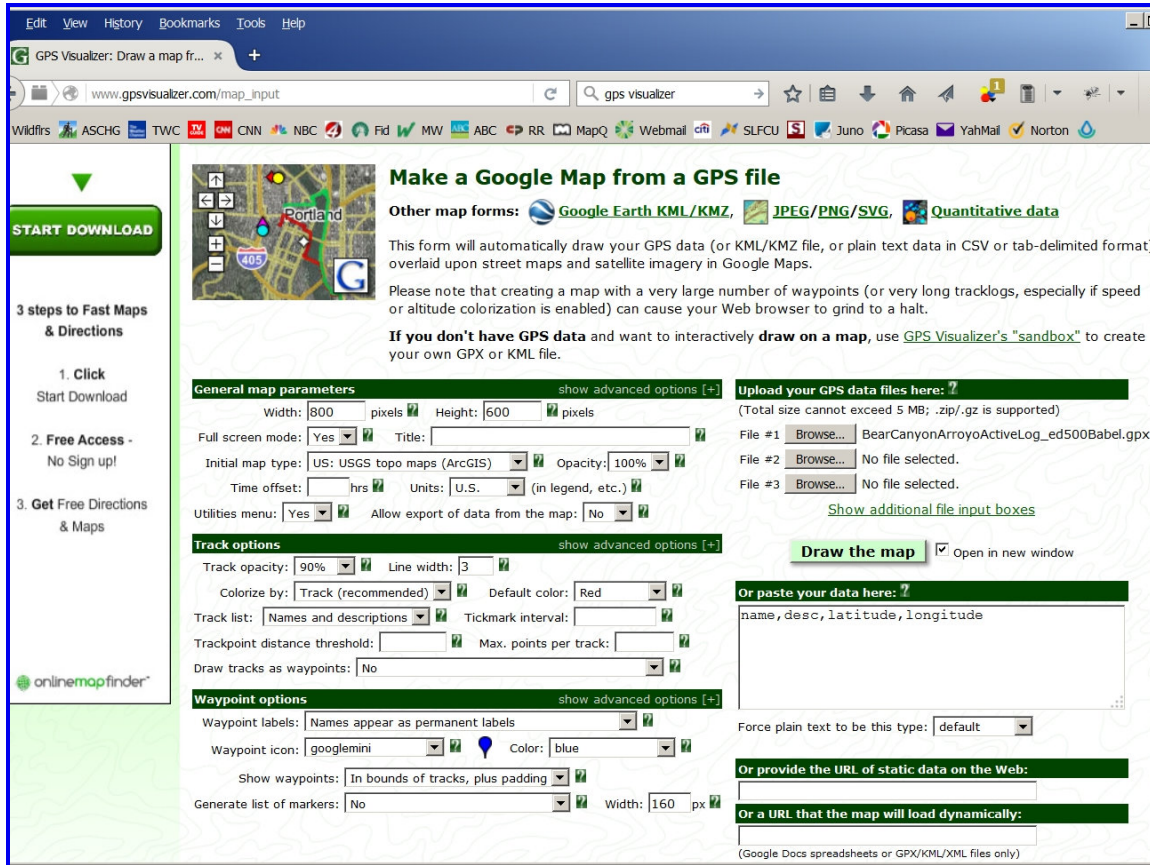 Edit View History Bookmarks Tools Help
GPS Visualizer: Draw a map fr... × +
www.gpsvisualizer.com/map_input
gps visualizer
1
Wildfirs ASCHG TWC CNN NBC Fid MW ABC RR MapQ Webmail citi SLFCU Juno Picasa YahMail Norton
START DOWNLOAD
3 steps to Fast Maps
& Directions
1. Click
Start Download
2. Free Access -
No Sign up!
3. Get Free Directions
& Maps
onlinemapfinder
Portland
405
G
Make a Google Map from a GPS file
Other map forms: Google Earth KML/KMZ, JPEG/PNG/SVG, Quantitative data
This form will automatically draw your GPS data (or KML/KMZ file, or plain text data in CSV or tab-delimited format)
overlaid upon street maps and satellite imagery in Google Maps.
Please note that creating a map with a very large number of waypoints (or very long tracklogs, especially if speed
or altitude colorization is enabled) can cause your Web browser to grind to a halt.
If you don't have GPS data and want to interactively draw on a map, use GPS Visualizer's "sandbox" to create
your own GPX or KML file.
General map parameters show advanced options [+]
Width: 800 pixels ? Height: 600 ? pixels
Full screen mode: Yes ? Title: ?
Initial map type: US: USGS topo maps (ArcGIS) ? Opacity: 100% ?
Time offset: hrs ? Units: U.S. (in legend, etc.) ?
Utilities menu: Yes ? Allow export of data from the map: No ?
Track options show advanced options [+]
Track opacity: 90% ? Line width: 3 ?
Colorize by: Track (recommended) ? Default color: Red ?
Track list: Names and descriptions ? Tickmark interval: ?
Trackpoint distance threshold: ? Max. points per track: ?
Draw tracks as waypoints: No ?
Waypoint options show advanced options [+]
Waypoint labels: Names appear as permanent labels ?
Waypoint icon: googlemini ? Color: blue ?
Show waypoints: In bounds of tracks, plus padding ?
Generate list of markers: No ? Width: 160 px ?
Upload your GPS data files here: ?
(Total size cannot exceed 5 MB; .zip/.gz is supported)
File #1 Browse... BearCanyonArroyoActiveLog_ed500Babel.gpx
File #2 Browse... No file selected.
File #3 Browse... No file selected.
Show additional file input boxes
Draw the map Open in new window
Or paste your data here: ?
name,desc,latitude,longitude
Force plain text to be this type: default
Or provide the URL of static data on the Web:
Or a URL that the map will load dynamically:
(Google Docs spreadsheets or GPX/KML/XML files only)